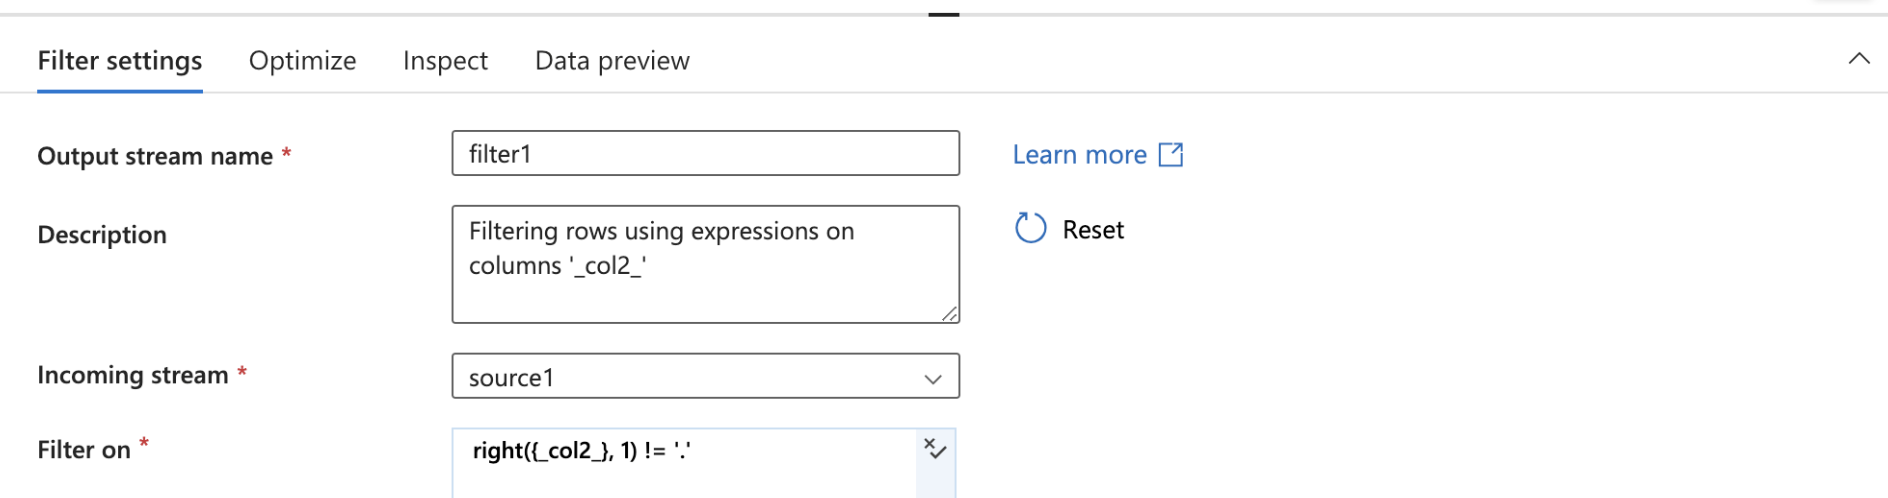 Filter settings Optimize Inspect Data preview
Output stream name * filter1 Learn more
Description Filtering rows using expressions on
columns '_col2_'
Reset
Incoming stream * source1
Filter on * right({_col2_}, 1) != '.'